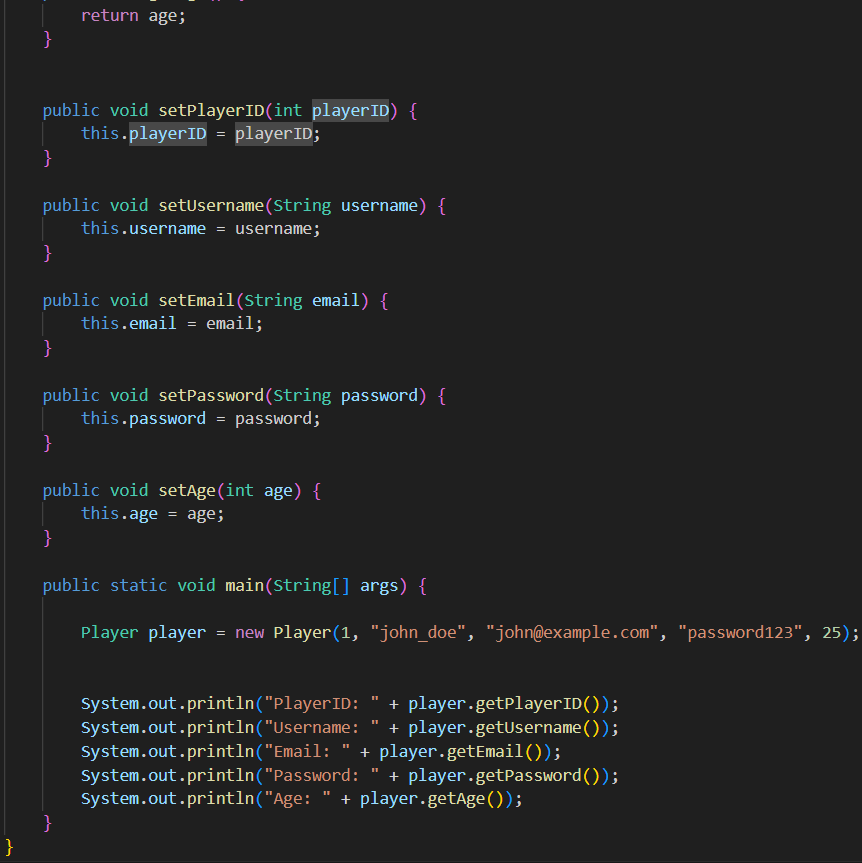 return age;
}
public void setPlayerID(int playerID) {
this.playerID = playerID;
}
public void setUsername(String username) {
this.username = username;
}
public void setEmail(String email) {
this.email = email;
}
public void setPassword(String password) {
this.password = password;
}
public void setAge(int age) {
this.age = age;
}
public static void main(String[] args) {
Player player = new Player(1, "john_doe", "john@example.com", "password123", 25);
System.out.println("PlayerID: " + player.getPlayerID());
System.out.println("Username: " + player.getUsername());
System.out.println("Email: " + player.getEmail());
System.out.println("Password: " + player.getPassword());
System.out.println("Age: " + player.getAge());
}
}